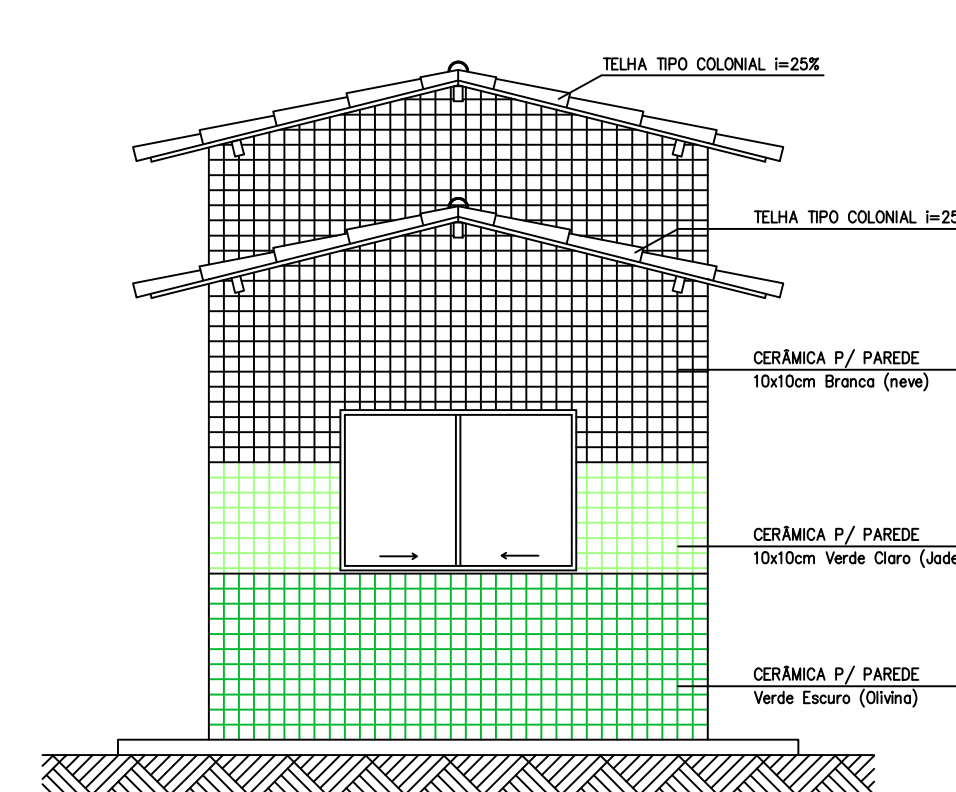 TELHA TIPO COLONIAL i=25%
TELHA TIPO COLONIAL
CERÂMICA P/ PAREDE
10x10cm Branca (neve)
CERÂMICA P/ PAREDE
10x10cm Verde Claro (Jade
CERÂMICA P/ PAREDE
Verde Escuro (Olivina)